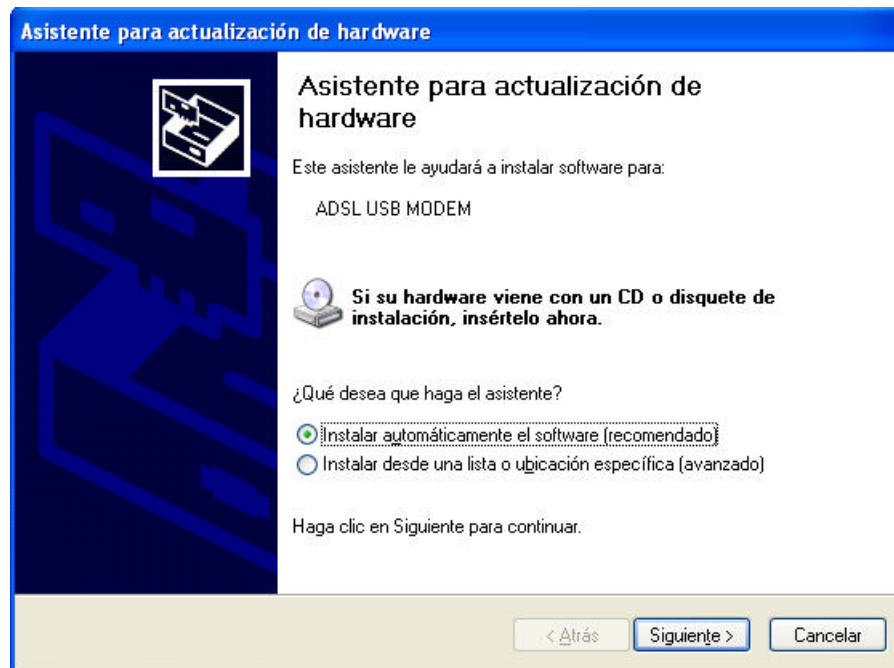 Asistente para actualización de hardware
Asistente para actualización de
hardware
Este asistente le ayudará a instalar software para:
ADSL USB MODEM
Si su hardware viene con un CD o disquete de
instalación, insértelo ahora.
¿Qué desea que haga el asistente?
Instalar automáticamente el software (recomendado)
Instalar desde una lista o ubicación específica (avanzado)
Haga clic en Siguiente para continuar.
< Atrás Siguiente > Cancelar